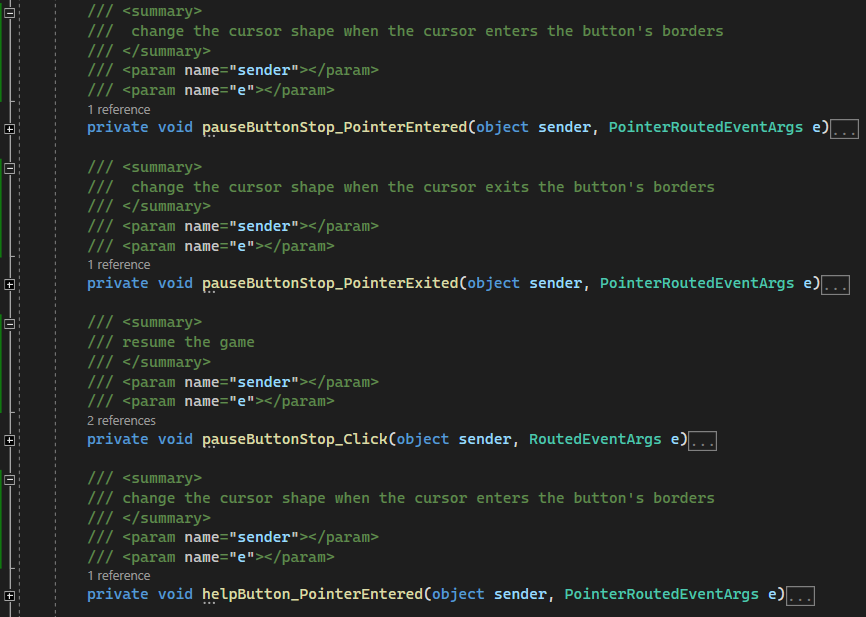 /// <summary>
///  change the cursor shape when the cursor enters the button's borders
/// </summary>
/// <param name="sender"></param>
/// <param name="e"></param>
1 reference
private void pauseButtonStop_PointerEntered(object sender, PointerRoutedEventArgs e)...
/// <summary>
///  change the cursor shape when the cursor exits the button's borders
/// </summary>
/// <param name="sender"></param>
/// <param name="e"></param>
1 reference
private void pauseButtonStop_PointerExited(object sender, PointerRoutedEventArgs e)...
/// <summary>
/// resume the game
/// </summary>
/// <param name="sender"></param>
/// <param name="e"></param>
2 references
private void pauseButtonStop_Click(object sender, RoutedEventArgs e)...
/// <summary>
/// change the cursor shape when the cursor enters the button's borders
/// </summary>
/// <param name="sender"></param>
/// <param name="e"></param>
1 reference
private void helpButton_PointerEntered(object sender, PointerRoutedEventArgs e)...